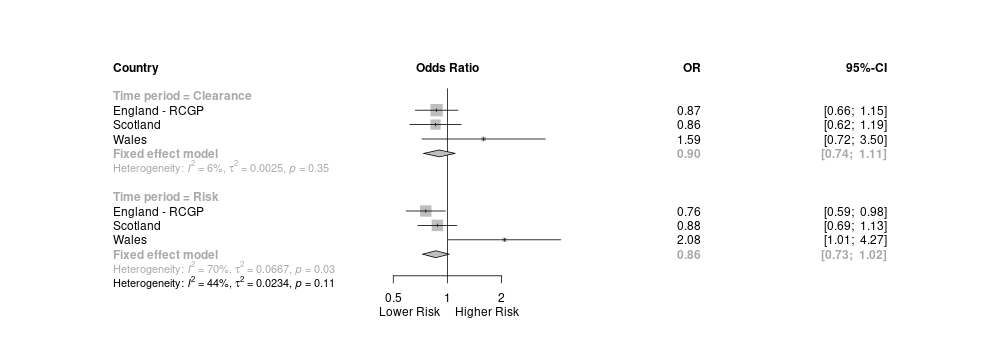 Country Odds Ratio OR 95%-CI
Time period = Clearance
England - RCGP 0.87 [0.66; 1.15]
Scotland 0.86 [0.62; 1.19]
Wales 1.59 [0.72; 3.50]
Fixed effect model 0.90 [0.74; 1.11]
Heterogeneity: I² = 6%, τ² = 0.0025, p = 0.35
Time period = Risk
England - RCGP 0.76 [0.59; 0.98]
Scotland 0.88 [0.69; 1.13]
Wales 2.08 [1.01; 4.27]
Fixed effect model 0.86 [0.73; 1.02]
Heterogeneity: I² = 70%, τ² = 0.0667, p = 0.03
Heterogeneity: I² = 44%, τ² = 0.0234, p = 0.11
0.5 1 2
Lower Risk Higher Risk